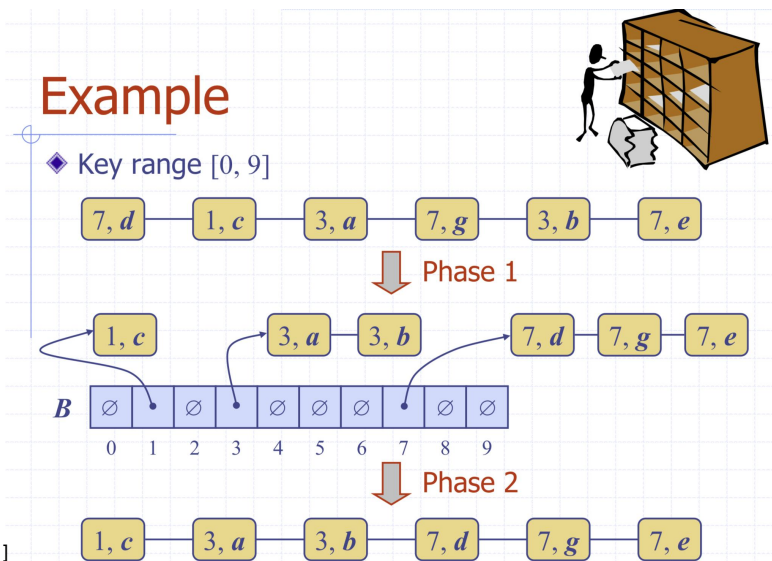 Example
Key range [0, 9]
7, d 1, c 3, a 7, g 3, b 7, e
Phase 1
1, c 3, a 3, b 7, d 7, g 7, e
B ∅ ∅ ∅ ∅ ∅ ∅ ∅
0 1 2 3 4 5 6 7 8 9
Phase 2
1, c 3, a 3, b 7, d 7, g 7, e
]